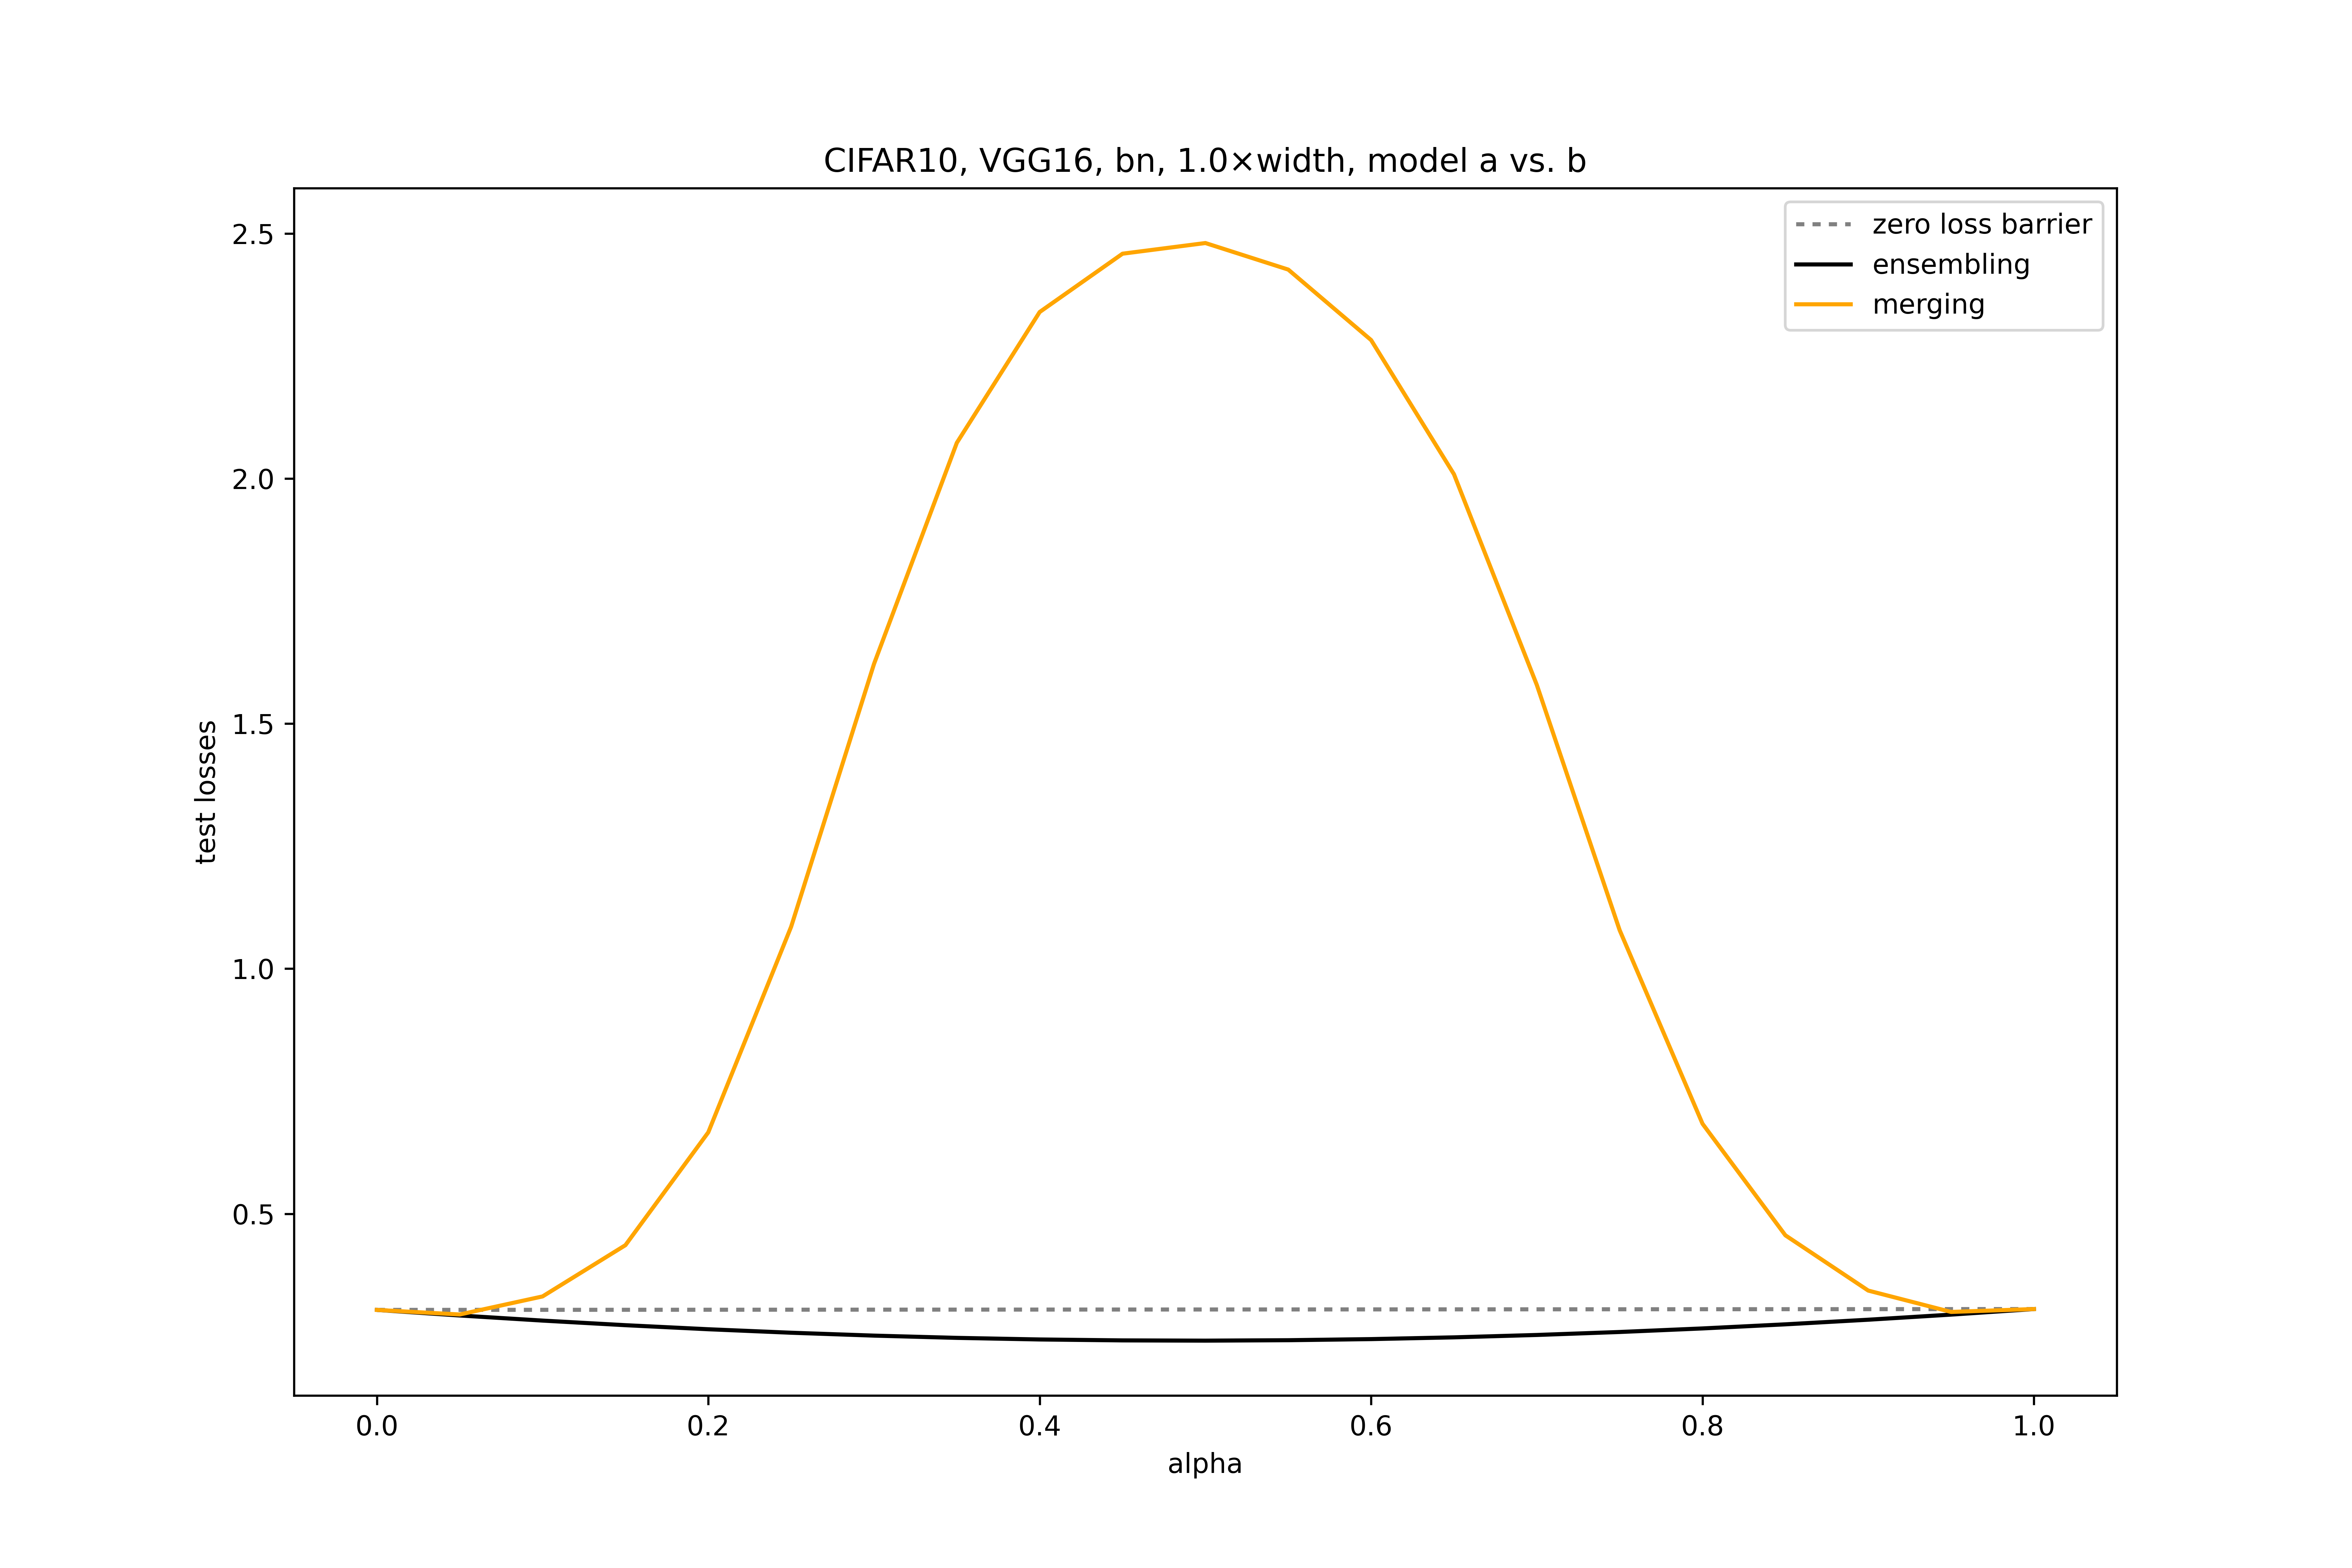 CIFAR10, VGG16, bn, 1.0×width, model a vs. b
zero loss barrier
ensembling
merging
2.5
2.0
1.5
1.0
0.5
test losses
0.0 0.2 0.4 0.6 0.8 1.0
alpha